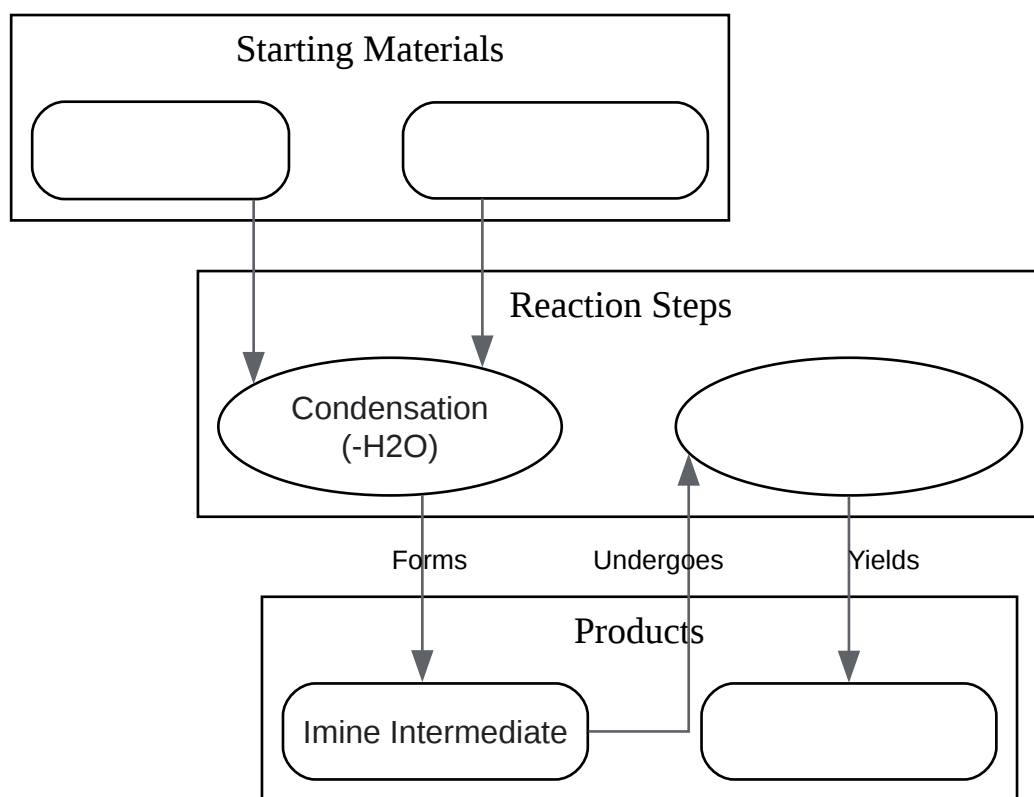 Starting Materials
Reaction Steps
Condensation
(-H2O)
Forms
Undergoes
Yields
Products
Imine Intermediate